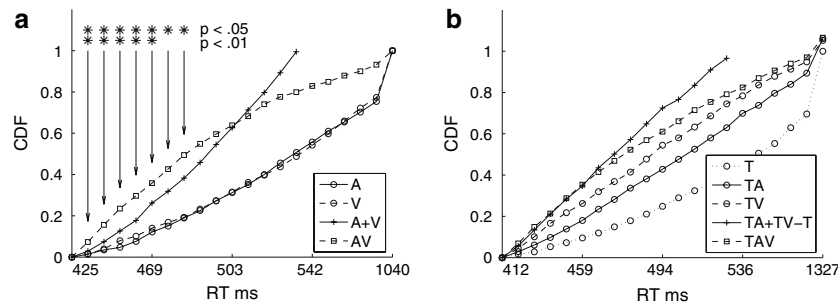 a
b
p < .05
p < .01
CDF
1
0.8
0.6
0.4
0.2
0
425
469
503
542
1040
RT ms
A
V
A+V
AV
CDF
1
0.8
0.6
0.4
0.2
0
412
459
494
536
1327
RT ms
T
TA
TV
TA+TV−T
TAV